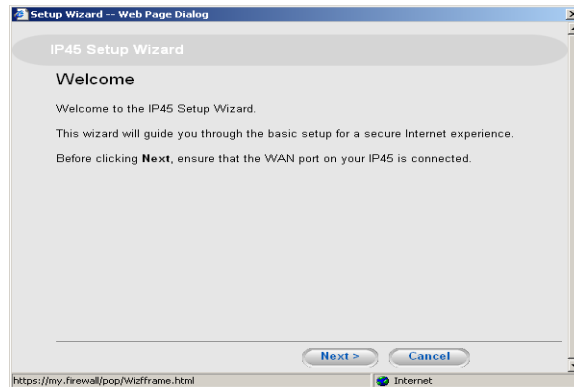 Setup Wizard -- Web Page Dialog
IP45 Setup Wizard
Welcome
Welcome to the IP45 Setup Wizard.
This wizard will guide you through the basic setup for a secure Internet experience.
Before clicking Next, ensure that the WAN port on your IP45 is connected.
Next >
Cancel
https://my.firewall/pop/Wizfframe.html
Internet